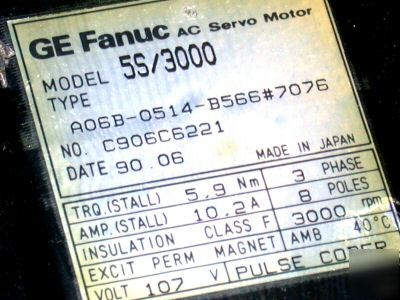 GE Fanuc AC Servo Motor
MODEL 5S/3000
TYPE
A06B-0514-B566#7076
NO. C906C6221
DATE 90.06
MADE IN JAPAN
TRQ.(STALL) 5.9 Nm 3 PHASE
AMP.(STALL) 10.2A 8 POLES
INSULATION CLASS F 3000 rpm
EXCIT PERM MAGNET AMB 40°C
VOLT 107 V PULSE CODER